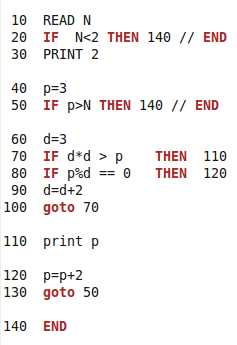 10 READ N
20 IF N<2 THEN 140 // END
30 PRINT 2
40 p=3
50 IF p>N THEN 140 // END
60 d=3
70 IF d*d > p THEN 110
80 IF p%d == 0 THEN 120
90 d=d+2
100 goto 70
110 print p
120 p=p+2
130 goto 50
140 END